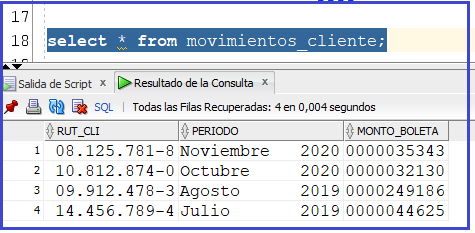 17
18 select * from movimientos_cliente;
Salida de Script x Resultado de la Consulta x
SQL | Todas las Filas Recuperadas: 4 en 0,004 segundos
RUT_CLI PERIODO MONTO_BOLETA
1 08.125.781-8 Noviembre 2020 0000035343
2 10.812.874-0 Octubre 2020 0000032130
3 09.912.478-3 Agosto 2019 0000249186
4 14.456.789-4 Julio 2019 0000044625